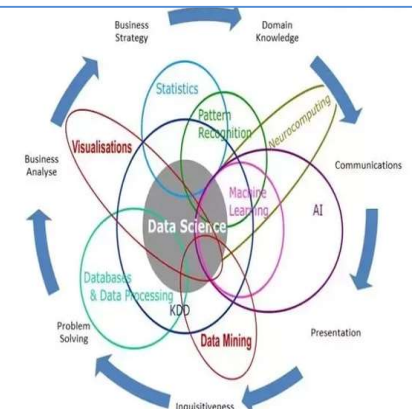 Business
Strategy
Domain
Knowledge
Statistics
Pattern
Recognition
Neurocomputing
Visualisations
Business
Analyse
Communications
Machine
Learning
AI
Data Science
Databases
& Data Processing
KDD
Problem
Solving
Data Mining
Presentation
Inquisitiveness